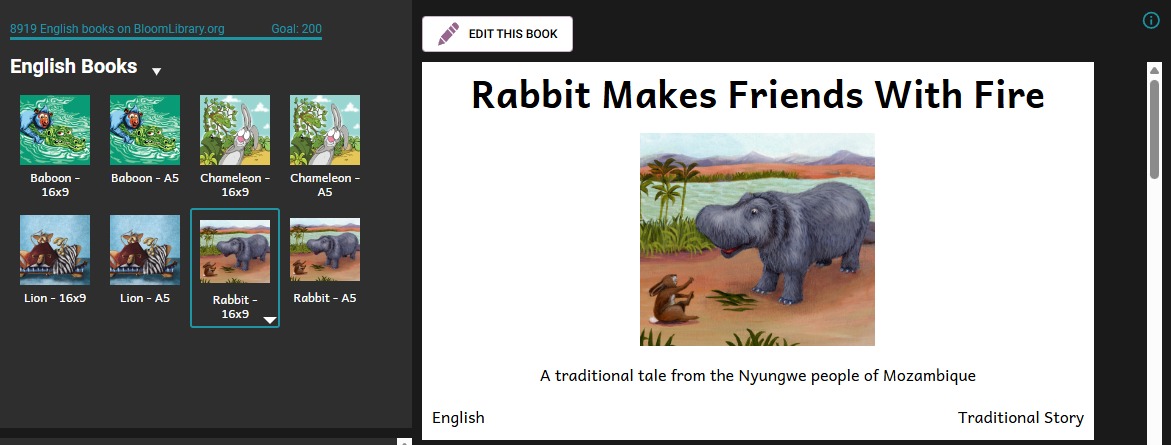 8919 English books on BloomLibrary.org Goal: 200
English Books
Baboon -
16x9
Baboon - A5
Chameleon -
16x9
Chameleon -
A5
Lion - 16x9
Lion - A5
Rabbit -
16x9
Rabbit - A5
EDIT THIS BOOK
Rabbit Makes Friends With Fire
A traditional tale from the Nyungwe people of Mozambique
English
Traditional Story